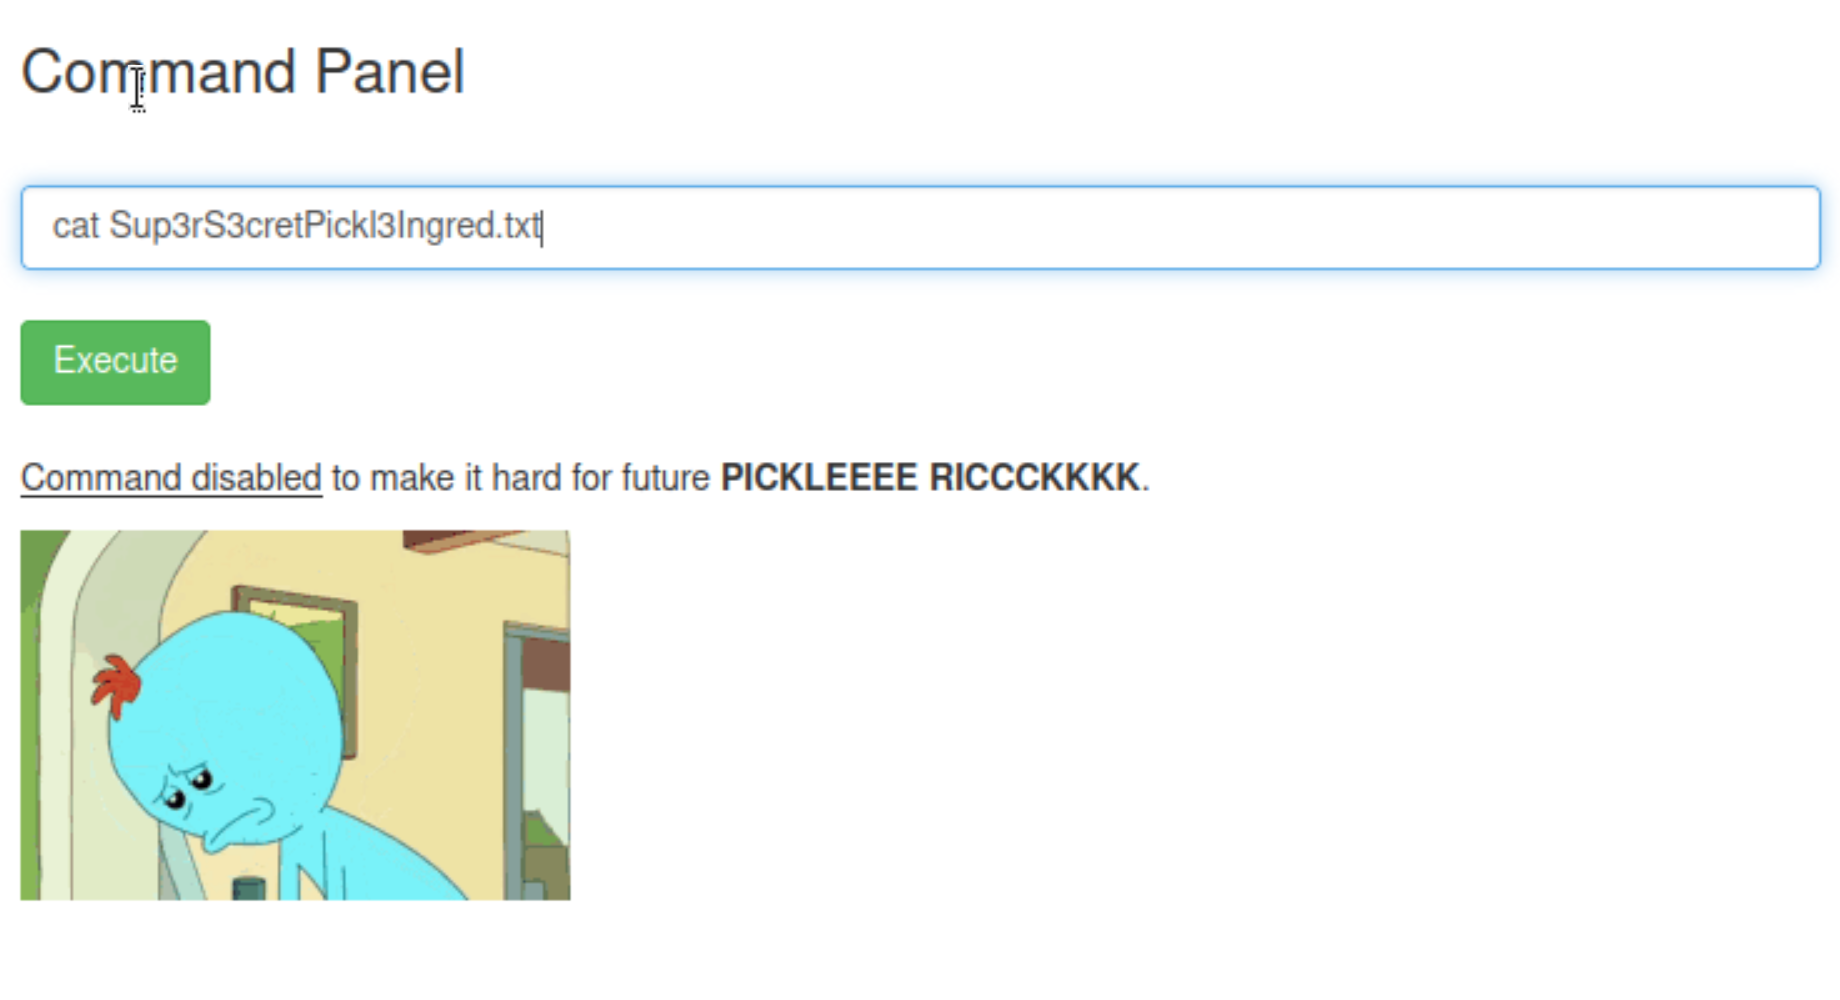 Command Panel
cat Sup3rS3cretPickl3Ingred.txt
Execute
Command disabled to make it hard for future PICKLEEEE RICCCKKKK.